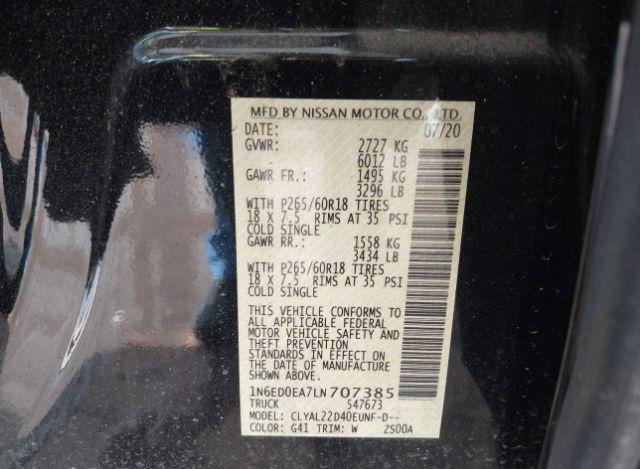 MFD BY NISSAN MOTOR CO., LTD.
DATE: 07/20
GVWR: 2727 KG
6012 LB
GAWR FR.: 1495 KG
3296 LB
WITH P265/60R18 TIRES
18 X 7.5 RIMS AT 35 PSI
COLD SINGLE
GAWR RR.: 1558 KG
3434 LB
WITH P265/60R18 TIRES
18 X 7.5 RIMS AT 35 PSI
COLD SINGLE
THIS VEHICLE CONFORMS TO
ALL APPLICABLE FEDERAL
MOTOR VEHICLE SAFETY AND
THEFT PREVENTION
STANDARDS IN EFFECT ON
THE DATE OF MANUFACTURE
SHOWN ABOVE.
1N6ED0EA7LN707385
TRUCK 547673
MODEL: CLYAL22D40EUNF-D--
COLOR: G41 TRIM: W ZS00A